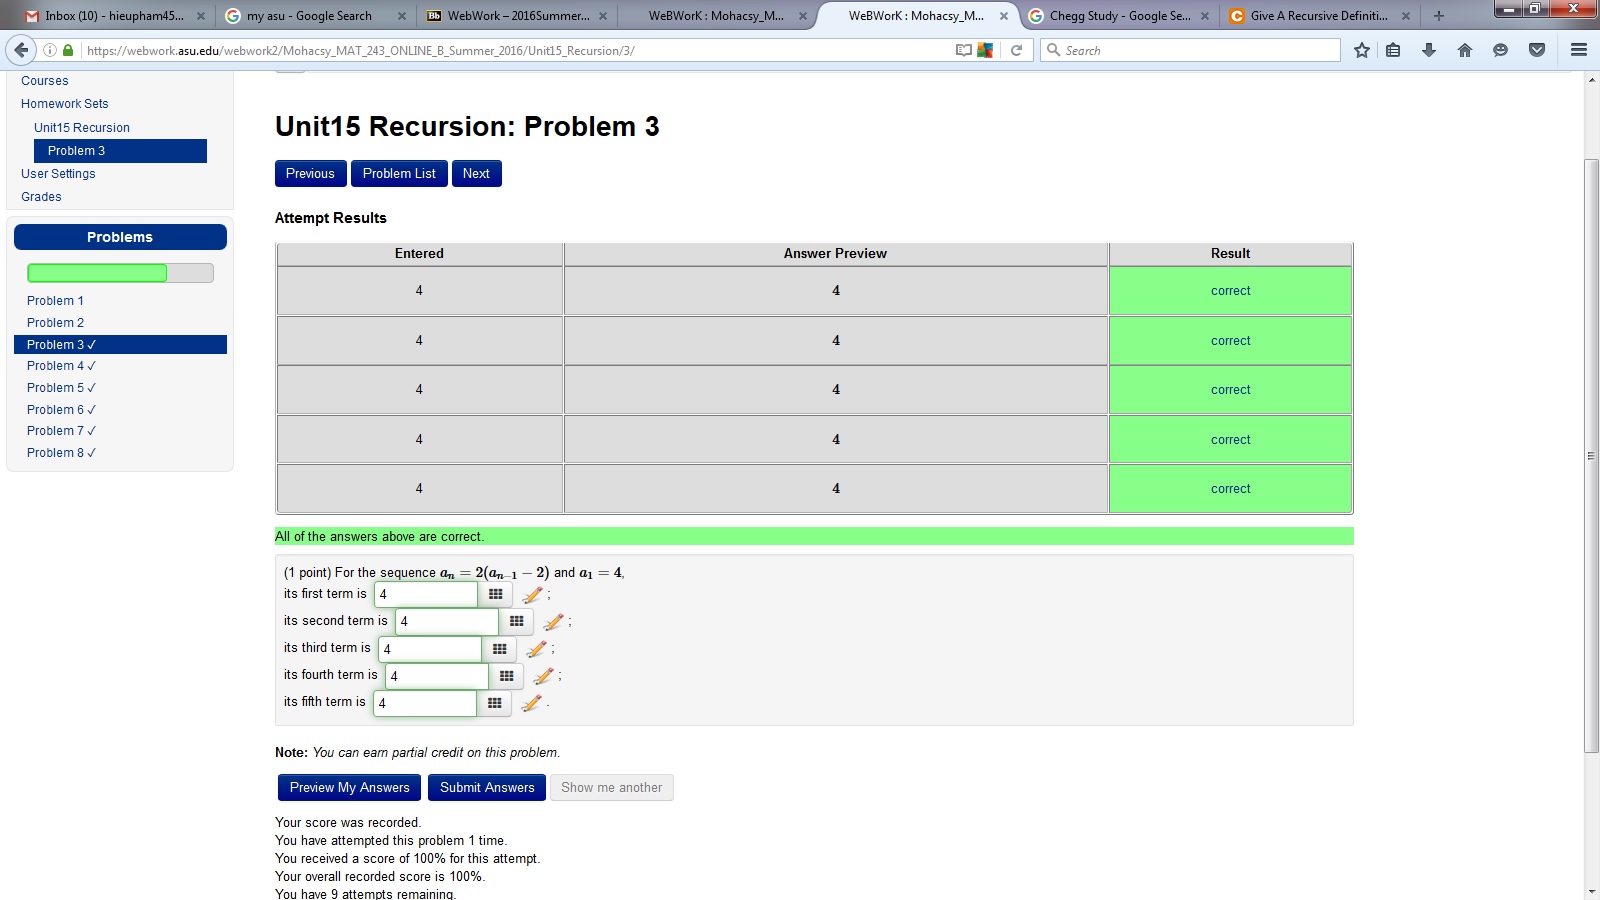 Inbox (10) - hieupham45... my asu - Google Search WebWork – 2016Summer... WeBWorK : Mohacsy_M... WeBWorK : Mohacsy_M... Chegg Study - Google Se... Give A Recursive Definiti...
https://webwork.asu.edu/webwork2/Mohacsy_MAT_243_ONLINE_B_Summer_2016/Unit15_Recursion/3/ Search
Courses
Homework Sets
Unit15 Recursion
Problem 3
User Settings
Grades
Problems
Problem 1
Problem 2
Problem 3 ✓
Problem 4 ✓
Problem 5 ✓
Problem 6 ✓
Problem 7 ✓
Problem 8 ✓
Unit15 Recursion: Problem 3
Previous Problem List Next
Attempt Results
Entered Answer Preview Result
4 4 correct
4 4 correct
4 4 correct
4 4 correct
4 4 correct
All of the answers above are correct.
(1 point) For the sequence aₙ = 2(aₙ₋₁ − 2) and a₁ = 4,
its first term is 4 ;
its second term is 4 ;
its third term is 4 ;
its fourth term is 4 ;
its fifth term is 4 .
Note: You can earn partial credit on this problem.
Preview My Answers Submit Answers Show me another
Your score was recorded.
You have attempted this problem 1 time.
You received a score of 100% for this attempt.
Your overall recorded score is 100%.
You have 9 attempts remaining.